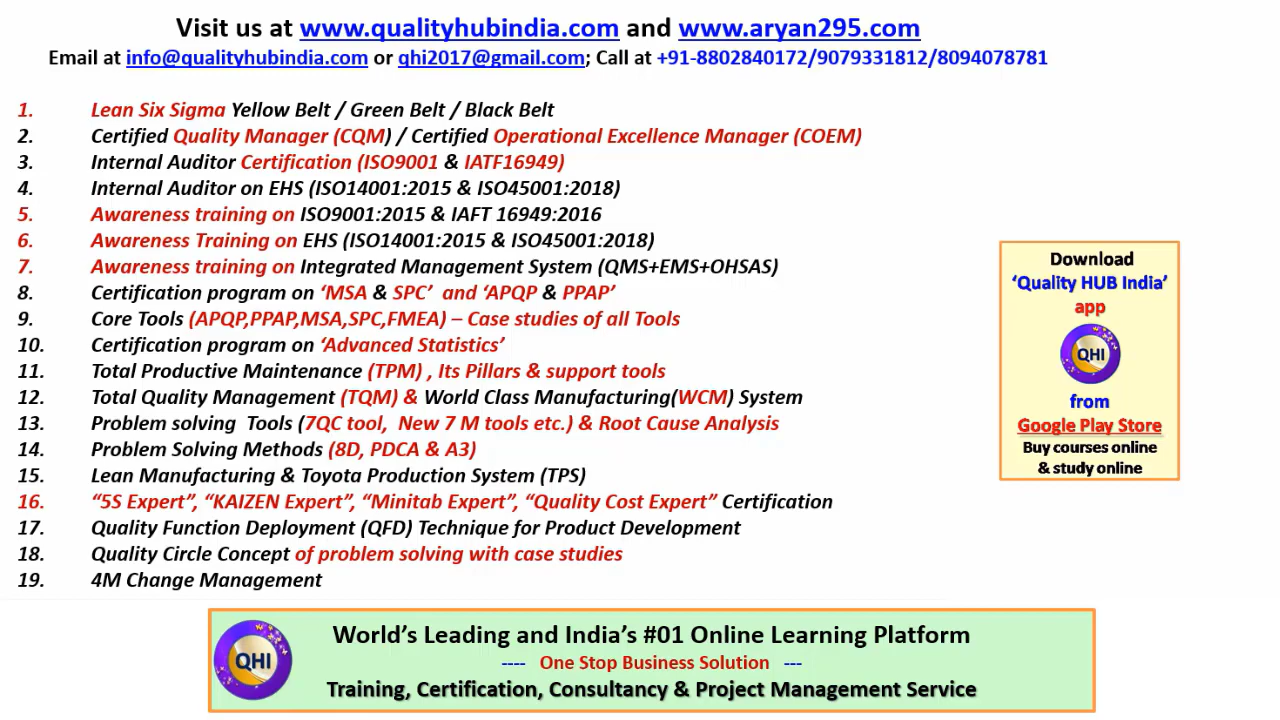 Visit us at www.qualityhubindia.com and www.aryan295.com
Email at info@qualityhubindia.com or qhi2017@gmail.com; Call at +91-8802840172/9079331812/8094078781
1. Lean Six Sigma Yellow Belt / Green Belt / Black Belt
2. Certified Quality Manager (CQM) / Certified Operational Excellence Manager (COEM)
3. Internal Auditor Certification (ISO9001 & IATF16949)
4. Internal Auditor on EHS (ISO14001:2015 & ISO45001:2018)
5. Awareness training on ISO9001:2015 & IAFT 16949:2016
6. Awareness Training on EHS (ISO14001:2015 & ISO45001:2018)
7. Awareness training on Integrated Management System (QMS+EMS+OHSAS)
8. Certification program on ‘MSA & SPC’ and ‘APQP & PPAP’
9. Core Tools (APQP,PPAP,MSA,SPC,FMEA) – Case studies of all Tools
10. Certification program on ‘Advanced Statistics’
11. Total Productive Maintenance (TPM) , Its Pillars & support tools
12. Total Quality Management (TQM) & World Class Manufacturing(WCM) System
13. Problem solving Tools (7QC tool, New 7 M tools etc.) & Root Cause Analysis
14. Problem Solving Methods (8D, PDCA & A3)
15. Lean Manufacturing & Toyota Production System (TPS)
16. “5S Expert”, “KAIZEN Expert”, “Minitab Expert”, “Quality Cost Expert” Certification
17. Quality Function Deployment (QFD) Technique for Product Development
18. Quality Circle Concept of problem solving with case studies
19. 4M Change Management
Download
‘Quality HUB India’
app
QHI
from
Google Play Store
Buy courses online
& study online
QHI
World’s Leading and India’s #01 Online Learning Platform
---- One Stop Business Solution ---
Training, Certification, Consultancy & Project Management Service